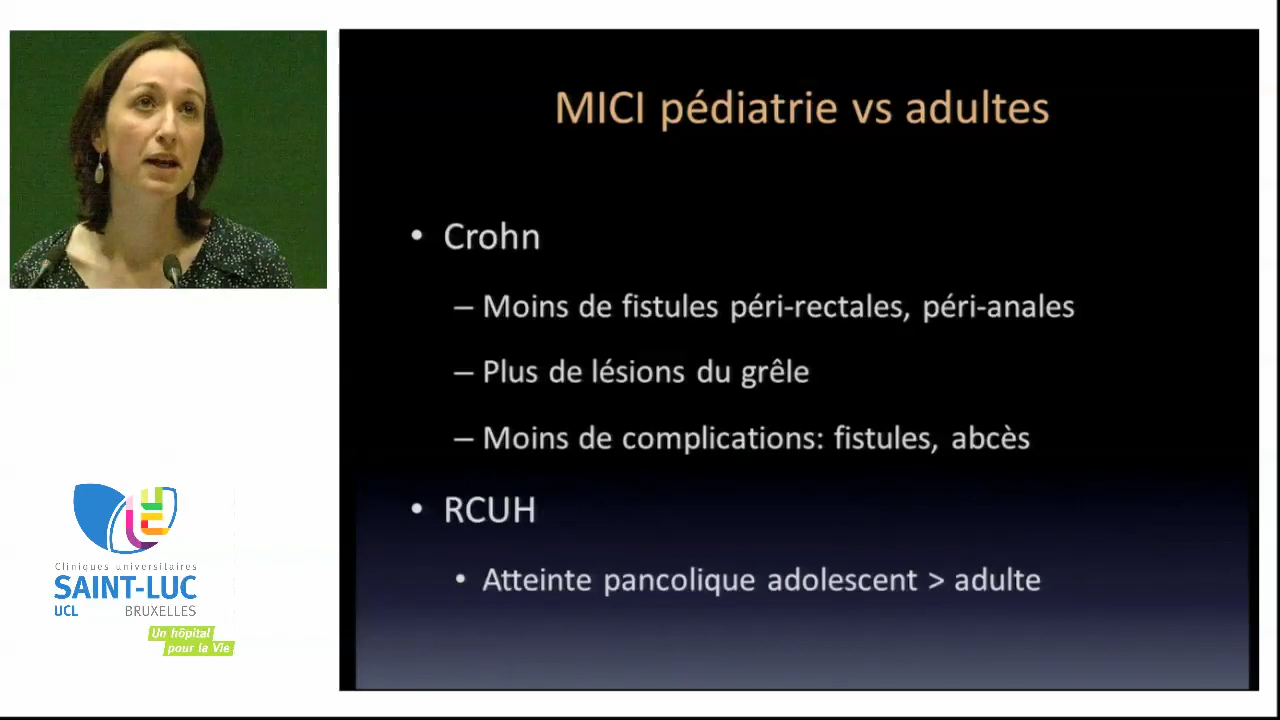 MICI pédiatrie vs adultes
• Crohn
– Moins de fistules péri-rectales, péri-anales
– Plus de lésions du grêle
– Moins de complications: fistules, abcès
• RCUH
• Atteinte pancolique adolescent > adulte
Cliniques universitaires
SAINT-LUC
UCL BRUXELLES
Un hôpital
pour la Vie